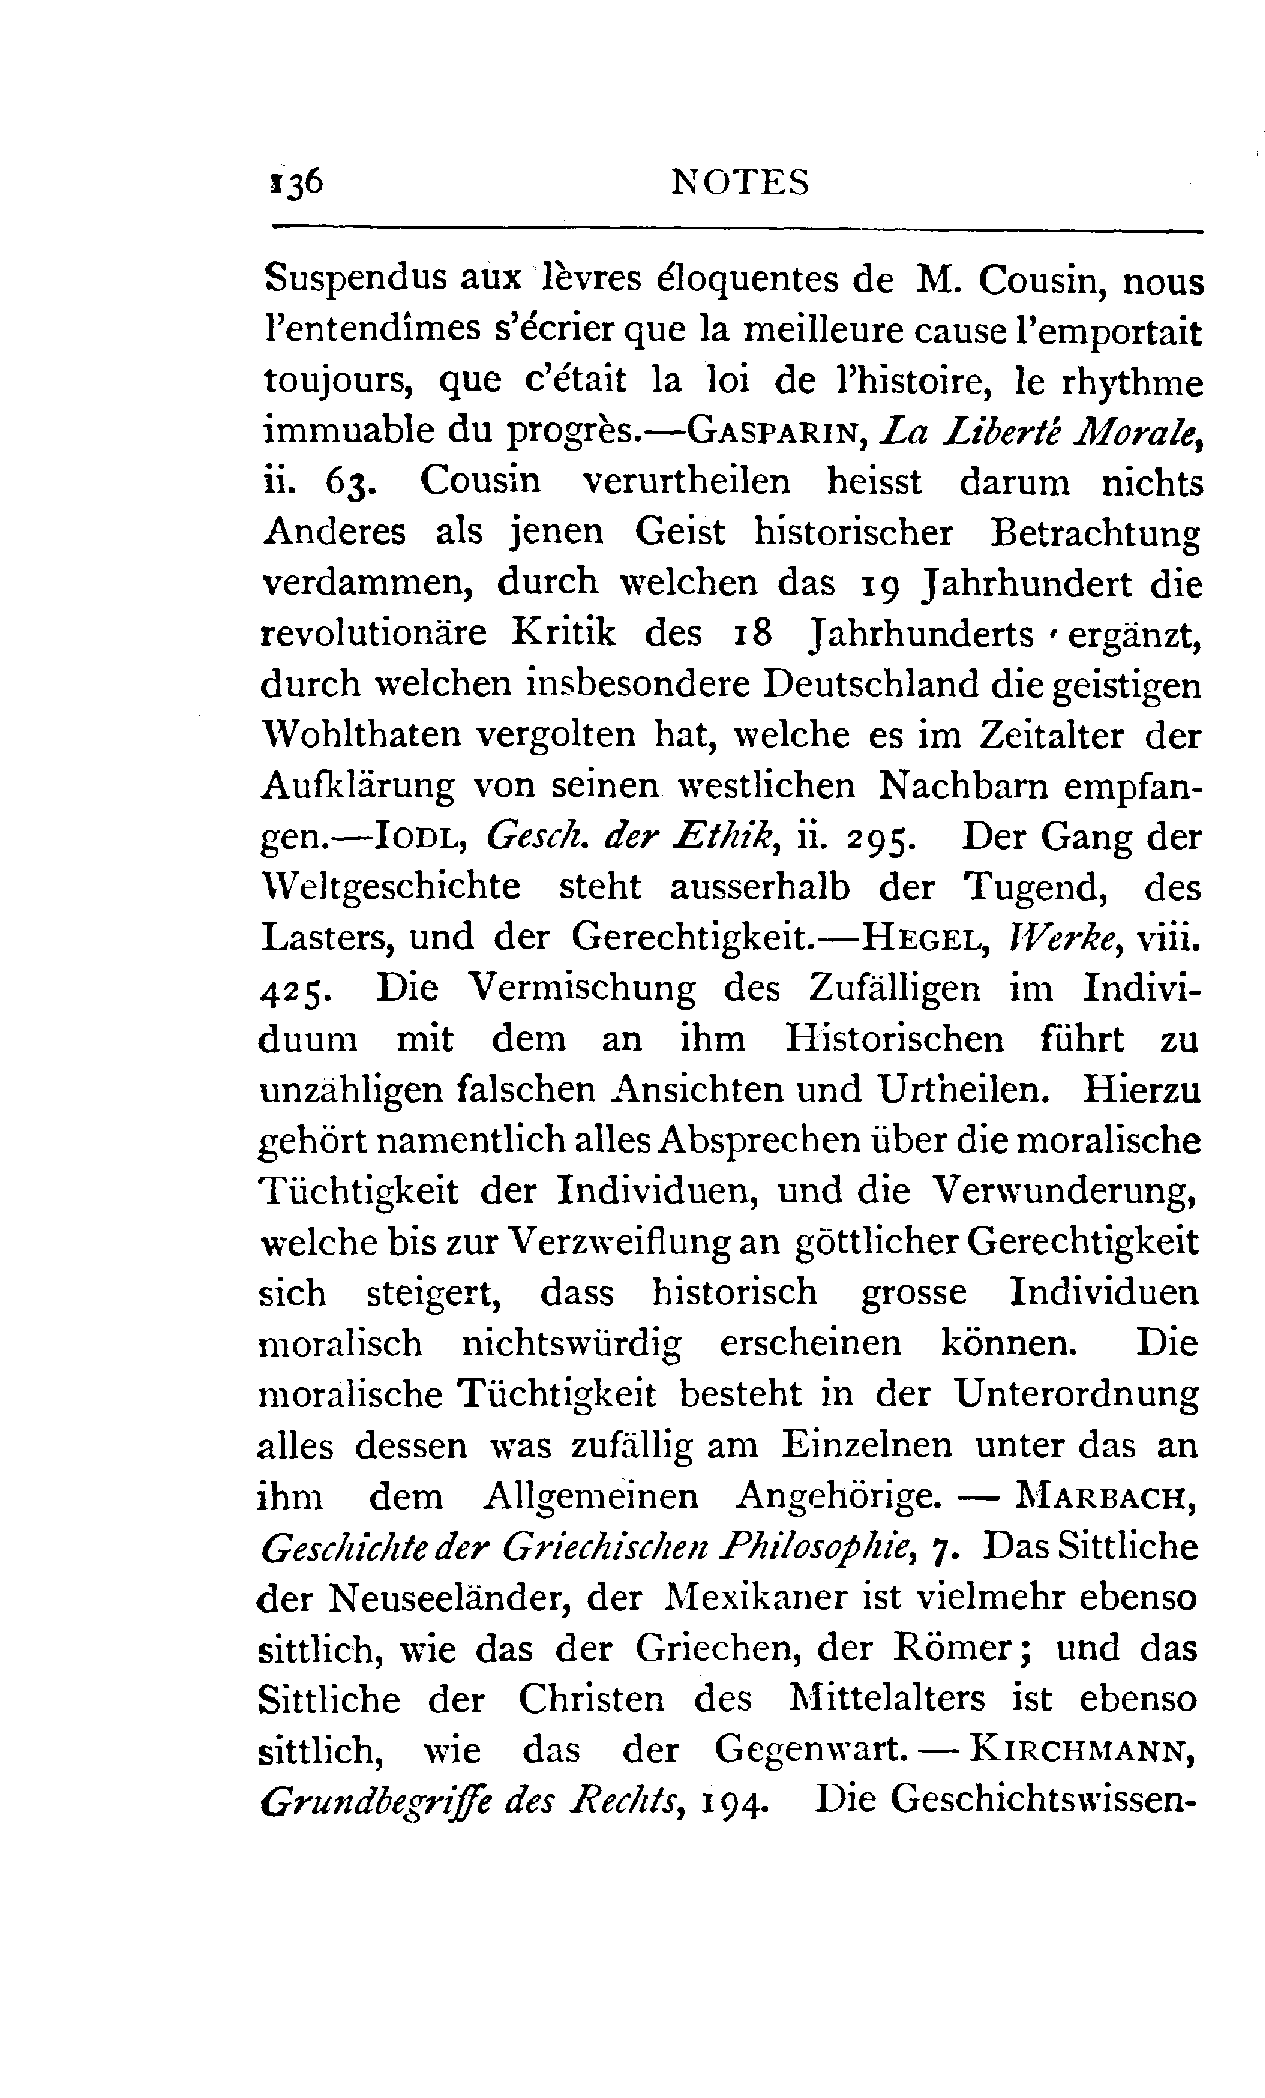 136 NOTES
Suspendus aux lèvres éloquentes de M. Cousin, nous
l'entendîmes s'écrier que la meilleure cause l'emportait
toujours, que c'était la loi de l'histoire, le rhythme
immuable du progrès.—GASPARIN, La Liberté Morale,
ii. 63. Cousin verurtheilen heisst darum nichts
Anderes als jenen Geist historischer Betrachtung
verdammen, durch welchen das 19 Jahrhundert die
revolutionäre Kritik des 18 Jahrhunderts ergänzt,
durch welchen insbesondere Deutschland die geistigen
Wohlthaten vergolten hat, welche es im Zeitalter der
Aufklärung von seinen westlichen Nachbarn empfan-
gen.—IODL, Gesch. der Ethik, ii. 295. Der Gang der
Weltgeschichte steht ausserhalb der Tugend, des
Lasters, und der Gerechtigkeit.—HEGEL, Werke, viii.
425. Die Vermischung des Zufälligen im Indivi-
duum mit dem an ihm Historischen führt zu
unzähligen falschen Ansichten und Urtheilen. Hierzu
gehört namentlich alles Absprechen über die moralische
Tüchtigkeit der Individuen, und die Verwunderung,
welche bis zur Verzweiflung an göttlicher Gerechtigkeit
sich steigert, dass historisch grosse Individuen
moralisch nichtswürdig erscheinen können. Die
moralische Tüchtigkeit besteht in der Unterordnung
alles dessen was zufällig am Einzelnen unter das an
ihm dem Allgemeinen Angehörige. — MARBACH,
Geschichte der Griechischen Philosophie, 7. Das Sittliche
der Neuseeländer, der Mexikaner ist vielmehr ebenso
sittlich, wie das der Griechen, der Römer; und das
Sittliche der Christen des Mittelalters ist ebenso
sittlich, wie das der Gegenwart. — KIRCHMANN,
Grundbegriffe des Rechts, 194. Die Geschichtswissen-